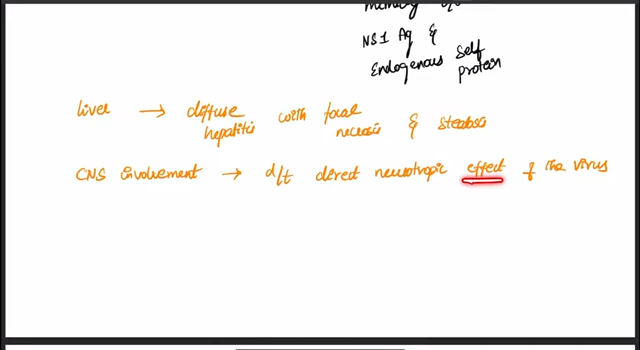 NS1 Ag &
Endogenous self
protein
liver → diffuse with focal
hepatitis necrosis & steatosis
CNS involvement → d/t direct neurotropic effect of the virus